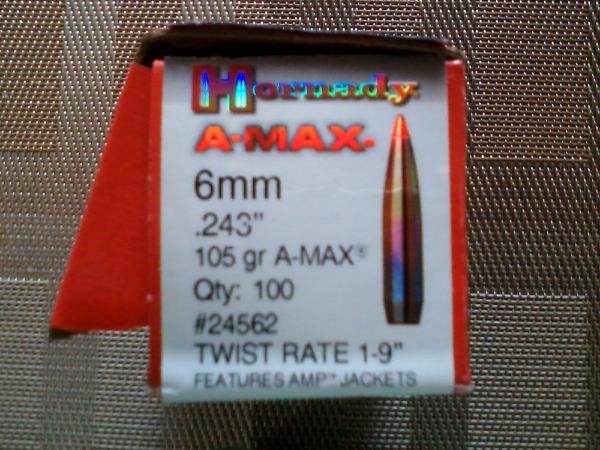 Hornady
A-MAX®
6mm
.243"
105 gr A-MAX®
Qty: 100
#24562
TWIST RATE 1-9"
FEATURES AMP™ JACKETS